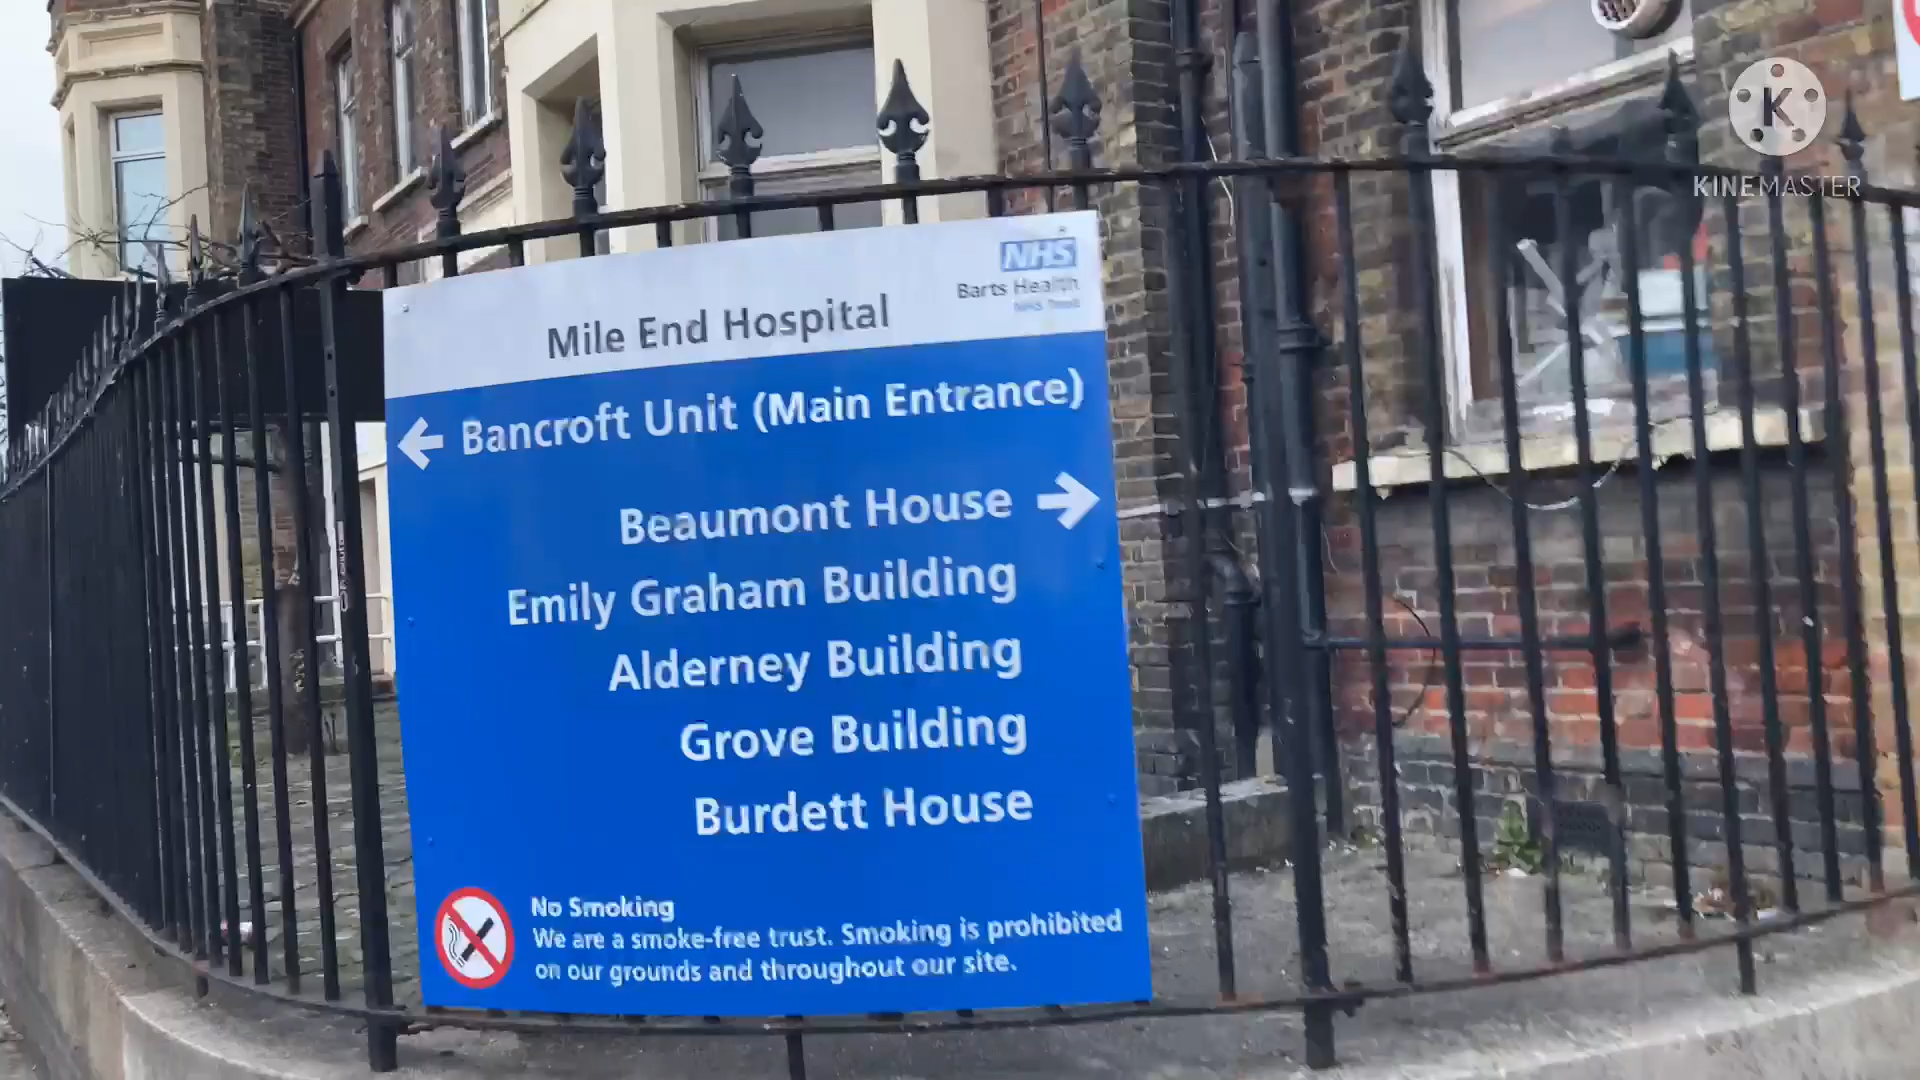 NHS
Barts Health
NHS Trust
Mile End Hospital
Bancroft Unit (Main Entrance)
Beaumont House
Emily Graham Building
Alderney Building
Grove Building
Burdett House
No Smoking
We are a smoke-free trust. Smoking is prohibited
on our grounds and throughout our site.
K
KINEMASTER